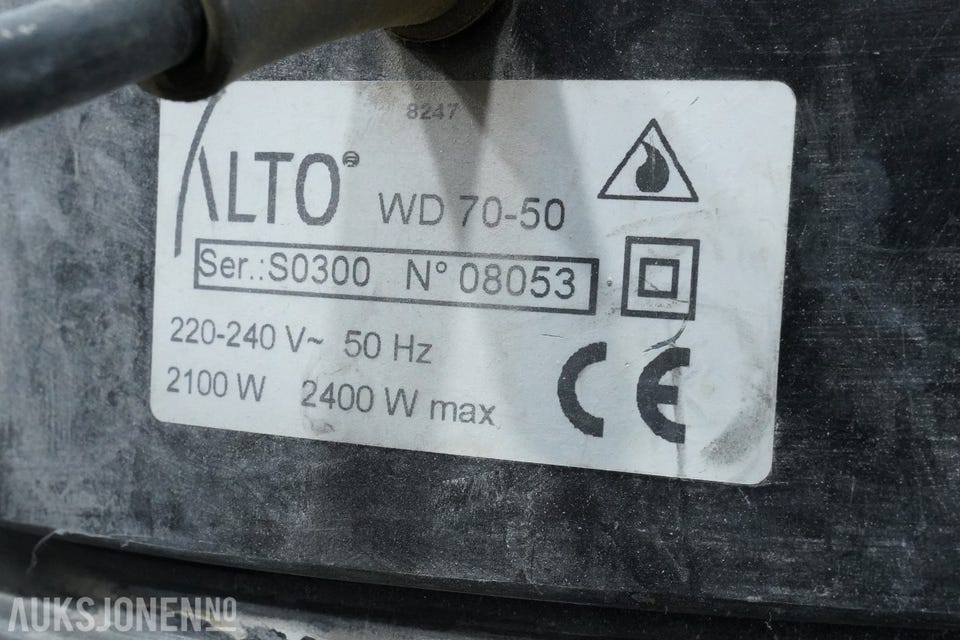 8247
ALTO® WD 70-50
Ser.:S0300 N° 08053
220-240 V~ 50 Hz
2100 W 2400 W max
CE
AUKSJONEN.NO